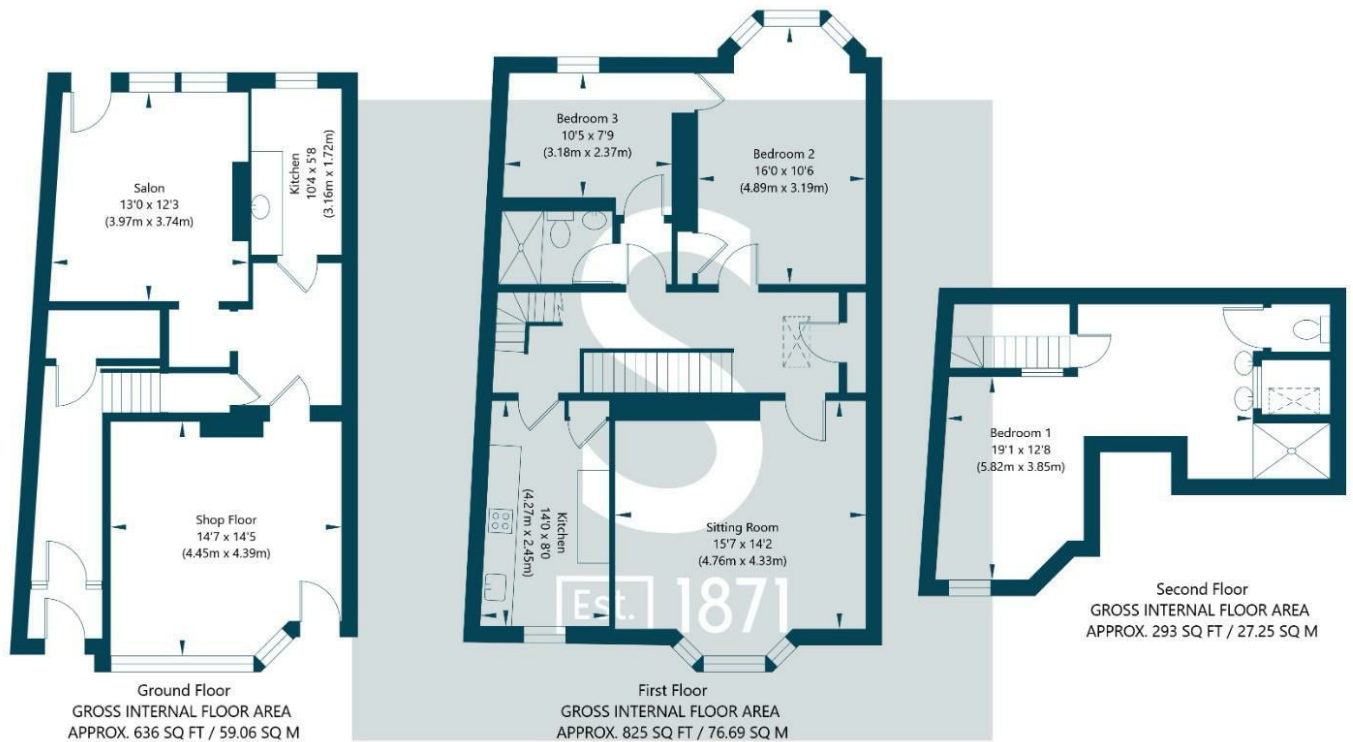 Salon
13'0 x 12'3
(3.97m x 3.74m)
Kitchen
10'4 x 5'8
(3.16m x 1.72m)
Shop Floor
14'7 x 14'5
(4.45m x 4.39m)
Ground Floor
GROSS INTERNAL FLOOR AREA
APPROX. 636 SQ FT / 59.06 SQ M
Bedroom 3
10'5 x 7'9
(3.18m x 2.37m)
Bedroom 2
16'0 x 10'6
(4.89m x 3.19m)
Kitchen
14'0 x 8'0
(4.27m x 2.45m)
Sitting Room
15'7 x 14'2
(4.76m x 4.33m)
S
Est. 1871
First Floor
GROSS INTERNAL FLOOR AREA
APPROX. 825 SQ FT / 76.69 SQ M
Bedroom 1
19'1 x 12'8
(5.82m x 3.85m)
Second Floor
GROSS INTERNAL FLOOR AREA
APPROX. 293 SQ FT / 27.25 SQ M